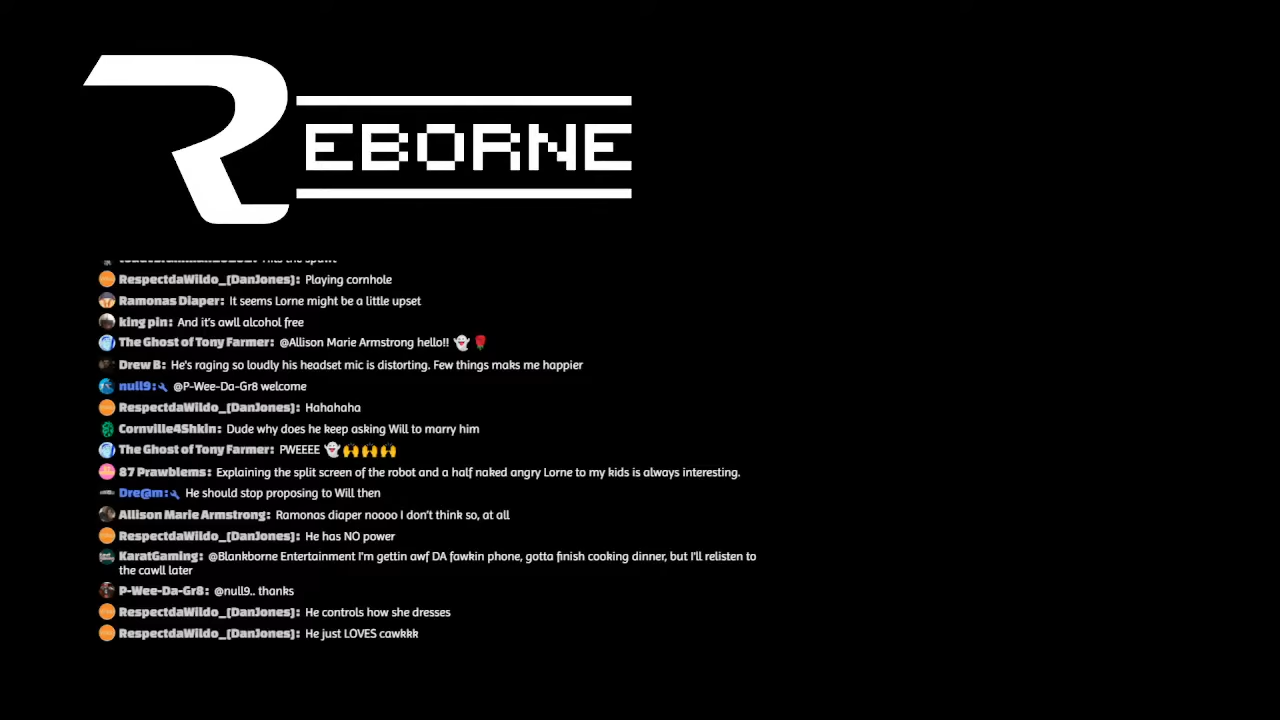 REBORNE
RespectdaWildo_[DanJones]: Playing cornhole
Ramonas Diaper: It seems Lorne might be a little upset
king pin: And it's awll alcohol free
The Ghost of Tony Farmer: @Allison Marie Armstrong hello!! 👻 🌹
Drew B: He's raging so loudly his headset mic is distorting. Few things maks me happier
null9: @P-Wee-Da-Gr8 welcome
RespectdaWildo_[DanJones]: Hahahaha
Cornville4Shkin: Dude why does he keep asking Will to marry him
The Ghost of Tony Farmer: PWEEEE 👻🙌🙌🙌
87 Prawblems: Explaining the split screen of the robot and a half naked angry Lorne to my kids is always interesting.
Dre@m: He should stop proposing to Will then
Allison Marie Armstrong: Ramonas diaper noooo I don't think so, at all
RespectdaWildo_[DanJones]: He has NO power
KaratGaming: @Blankborne Entertainment I'm gettin awf DA fawkin phone, gotta finish cooking dinner, but I'll relisten to
the cawll later
P-Wee-Da-Gr8: @null9.. thanks
RespectdaWildo_[DanJones]: He controls how she dresses
RespectdaWildo_[DanJones]: He just LOVES cawkkk